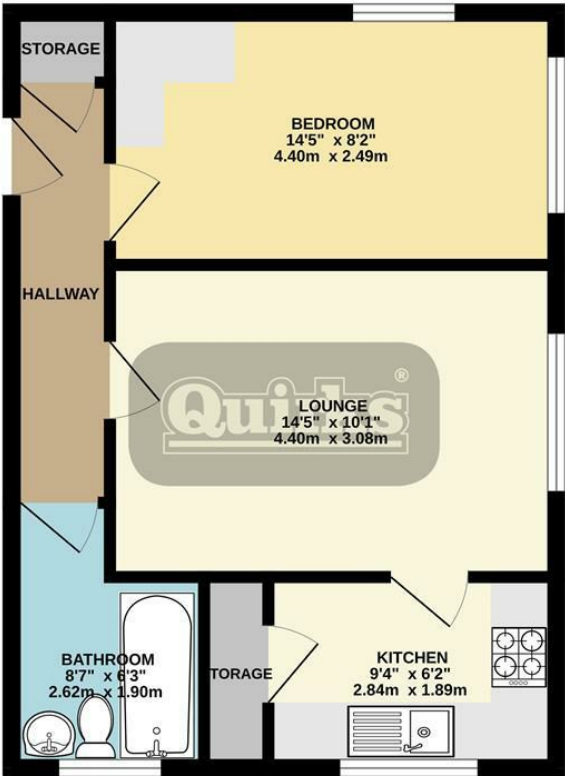 STORAGE
BEDROOM
14'5" x 8'2"
4.40m x 2.49m
HALLWAY
Quirks®
LOUNGE
14'5" x 10'1"
4.40m x 3.08m
BATHROOM
8'7" x 6'3"
2.62m x 1.90m
TORAGE
KITCHEN
9'4" x 6'2"
2.84m x 1.89m